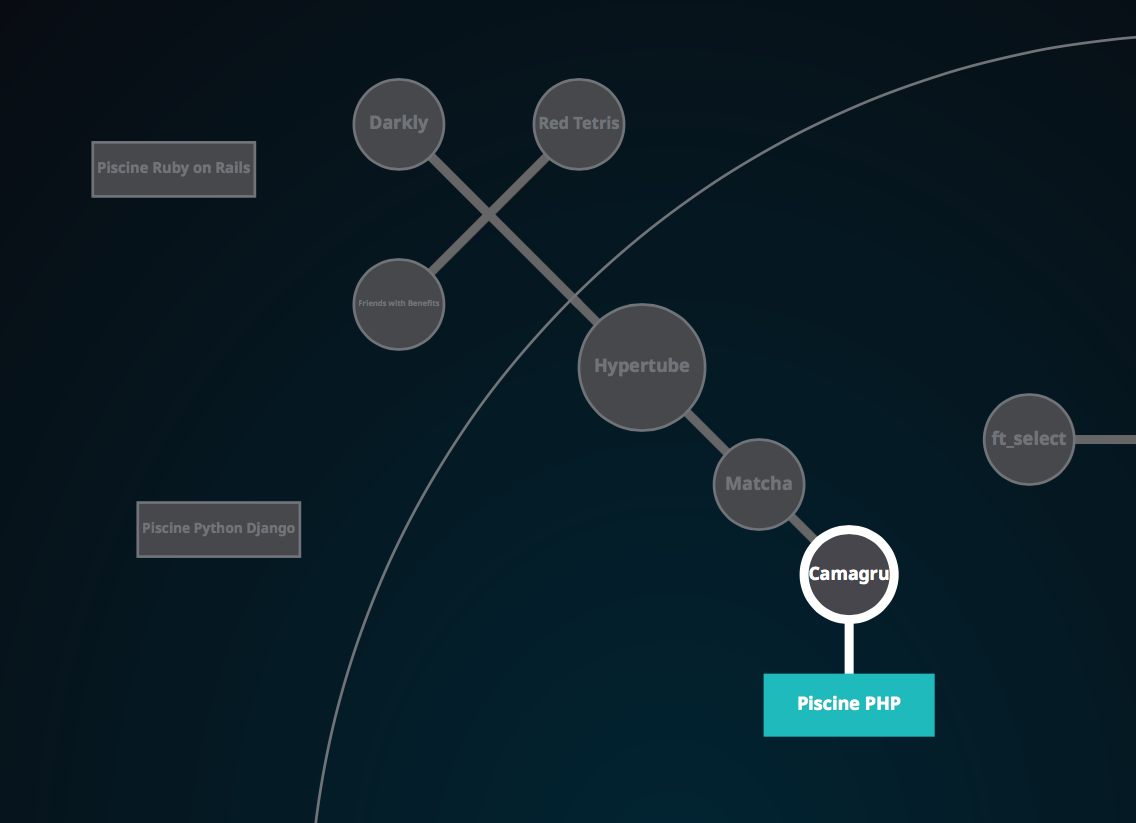 Darkly
Red Tetris
Piscine Ruby on Rails
Friends with Benefits
Hypertube
ft_select
Matcha
Piscine Python Django
Camagru
Piscine PHP